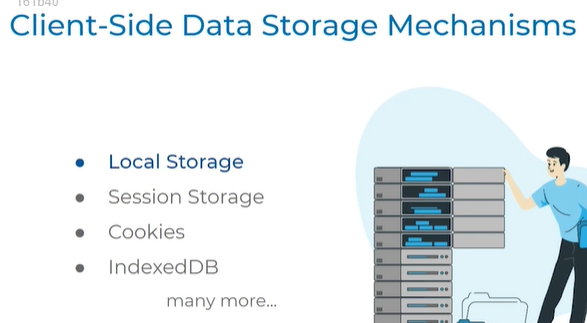 Client-Side Data Storage Mechanisms
Local Storage
Session Storage
Cookies
IndexedDB
many more...